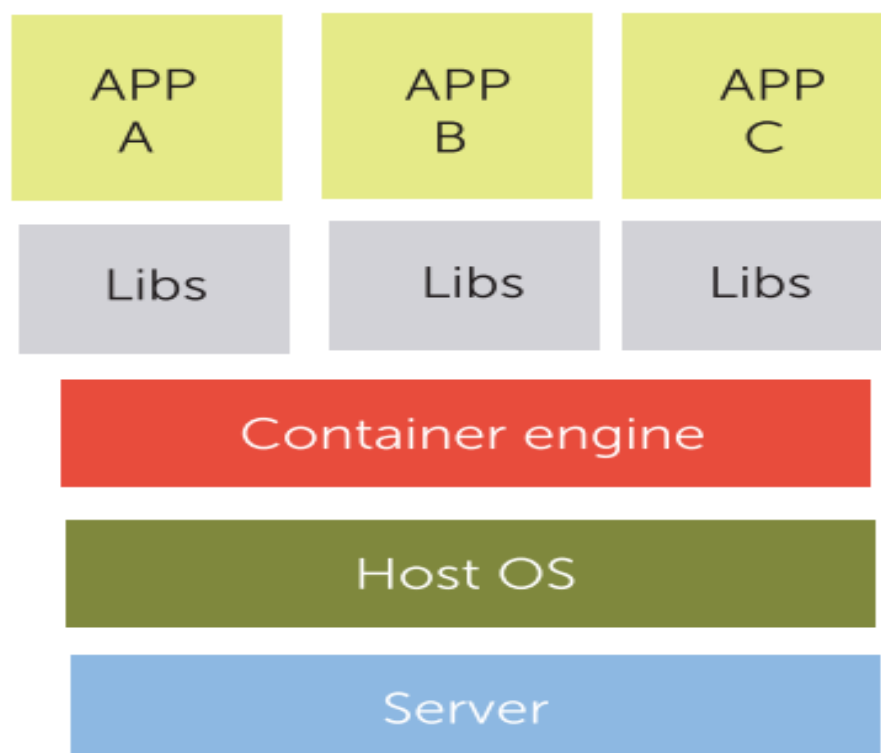 APP
A
APP
B
APP
C
Libs
Libs
Libs
Container engine
Host OS
Server